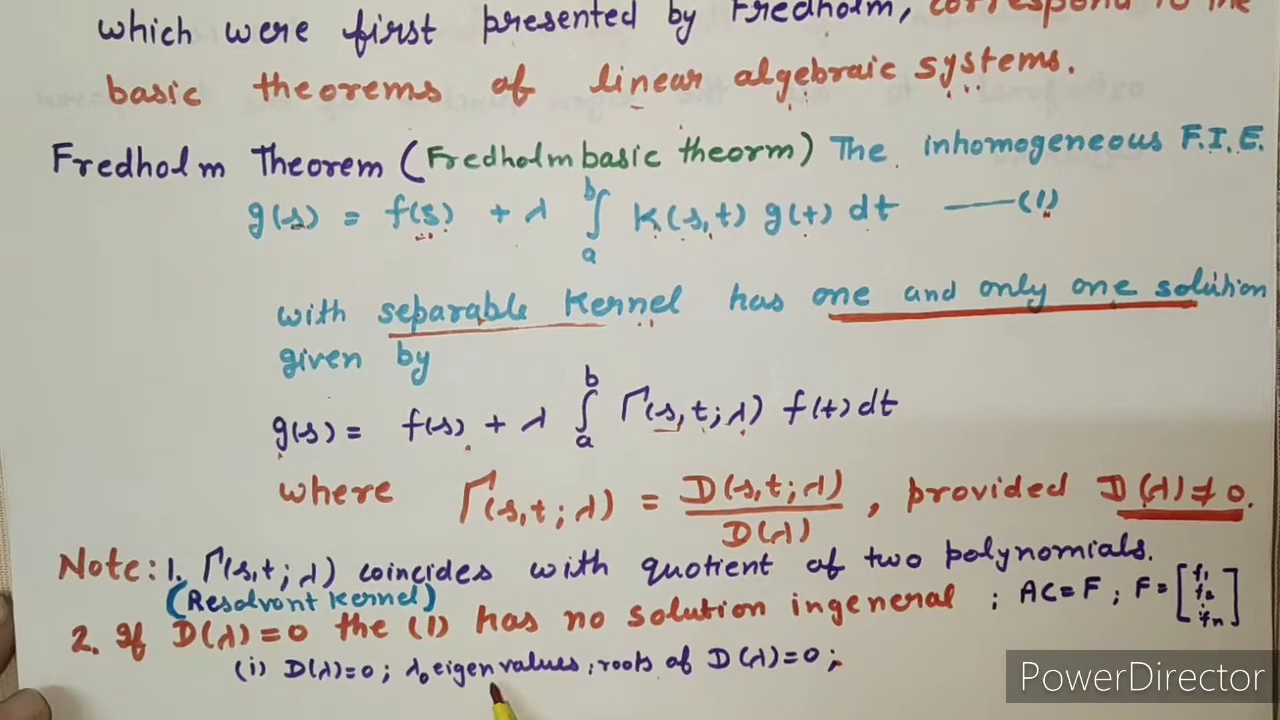 which were first presented by Fredholm, correspond to the
basic theorems of linear algebraic systems.
Fredholm Theorem (Fredholm basic theorm) The inhomogeneous F.I.E.
g(s) = f(s) + λ ∫_a^b K(s,t) g(t) dt ——(1)
with separable Kernel has one and only one solution
given by
g(s) = f(s) + λ ∫_a^b Γ(s,t;λ) f(t) dt
where Γ(s,t;λ) = D(s,t;λ) / D(λ) , provided D(λ) ≠ 0.
Note: 1. Γ(s,t;λ) coincides with quotient of two polynomials.
(Resolvont Kernel)
2. If D(λ)=0 the (1) has no solution ingeneral ; AC=F ; F = [f1 f2 : fn]
(i) D(λ)=0 ; λ0 eigen values ; roots of D(λ)=0 ;
PowerDirector